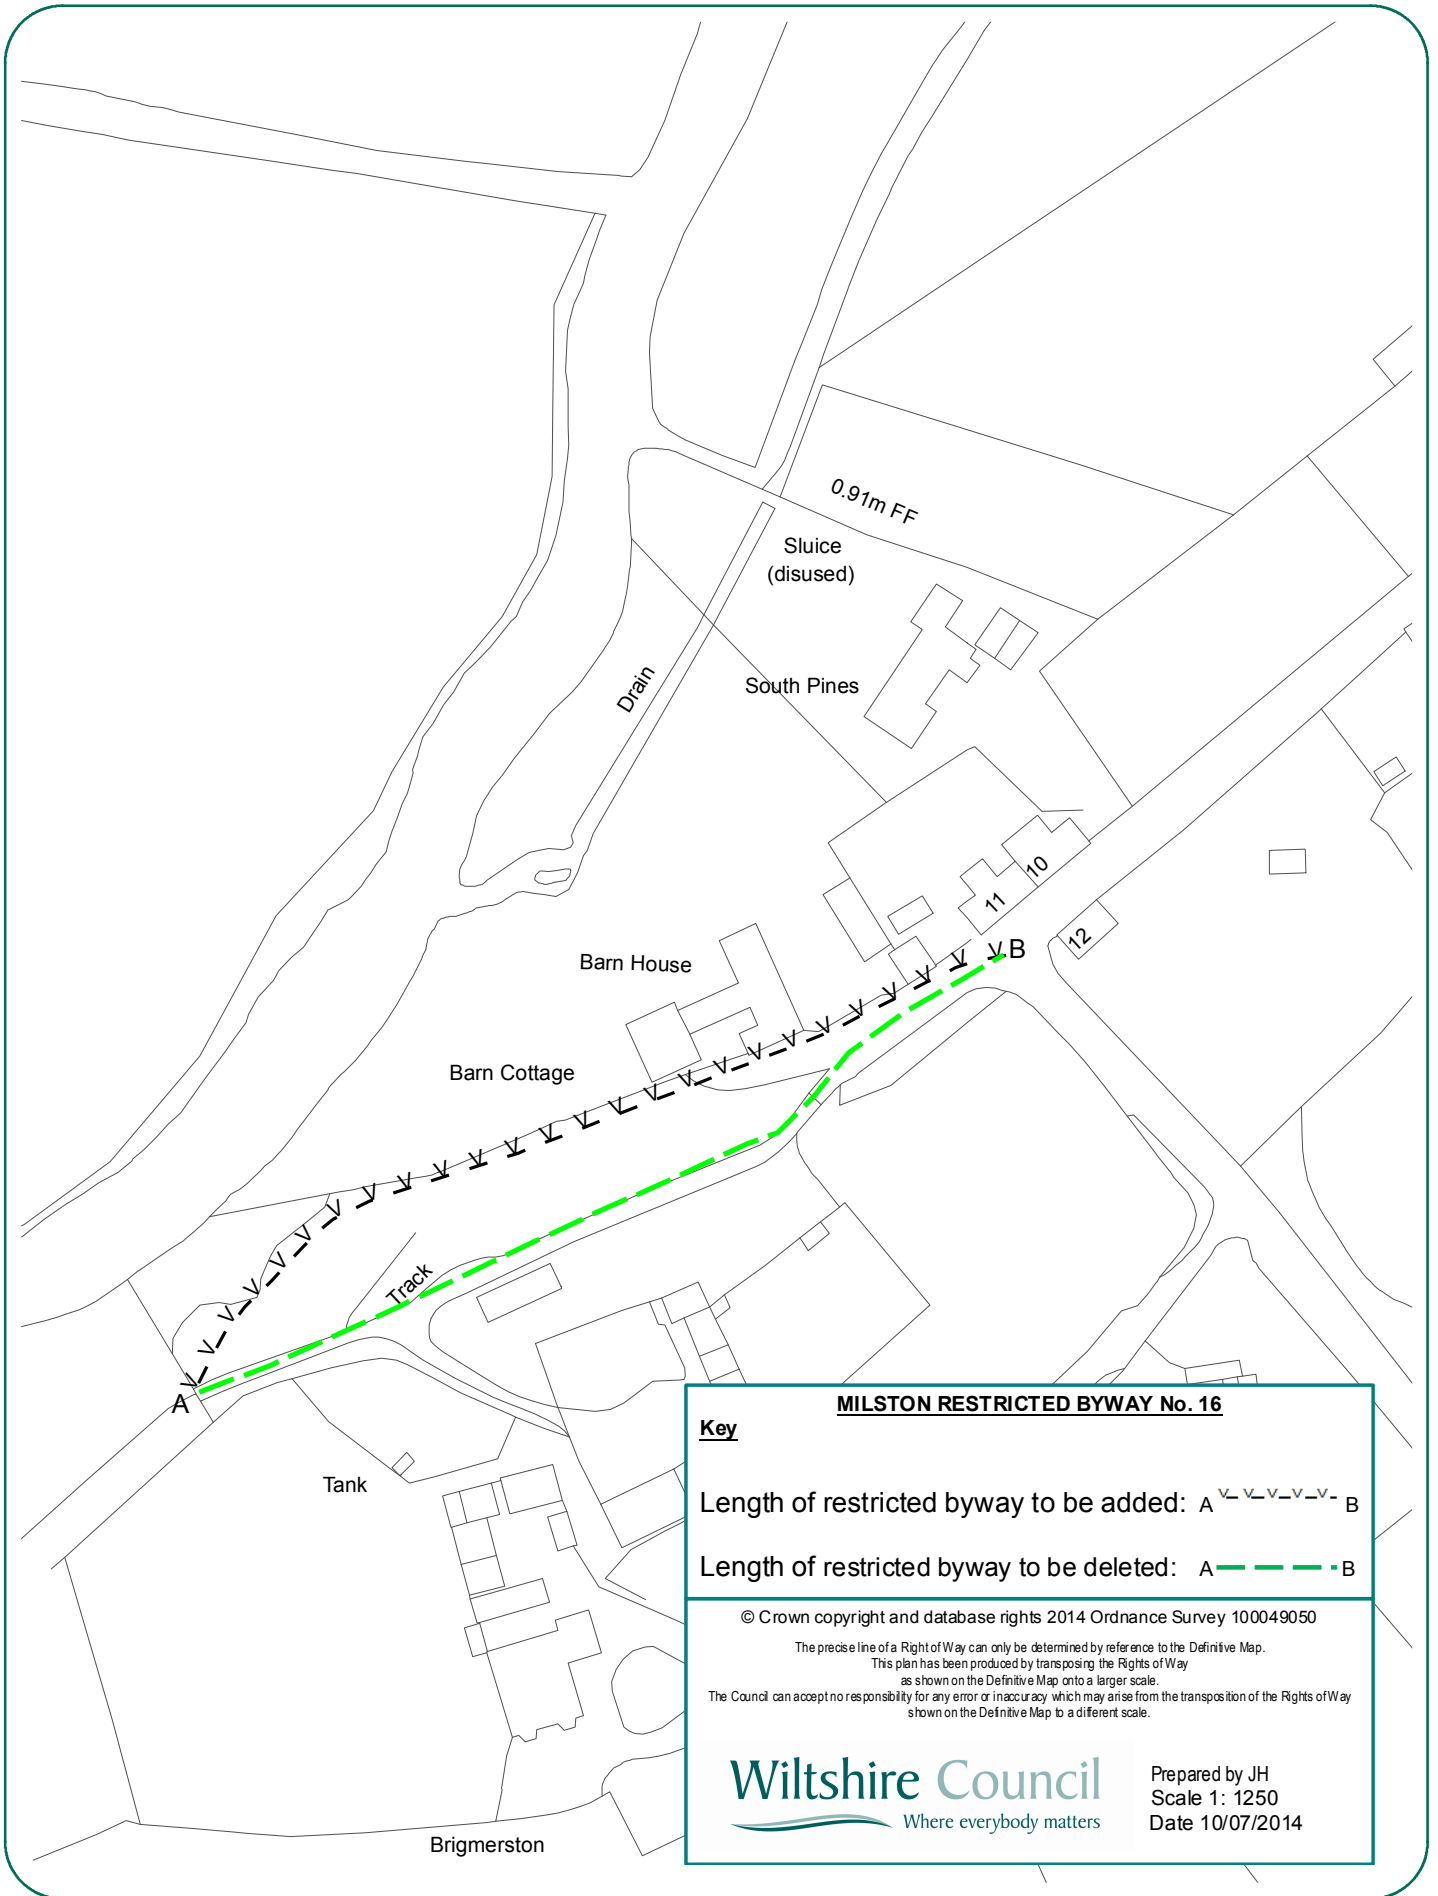 0.91m FF
Sluice
(disused)
Drain
South Pines
10
11
12
Barn House
B
Barn Cottage
Track
A
Tank
Brigmerston
MILSTON RESTRICTED BYWAY No. 16
Key
Length of restricted byway to be added: A V V V V V B
Length of restricted byway to be deleted: A B
© Crown copyright and database rights 2014 Ordnance Survey 100049050
The precise line of a Right of Way can only be determined by reference to the Definitive Map.
This plan has been produced by transposing the Rights of Way
as shown on the Definitive Map onto a larger scale.
The Council can accept no responsibility for any error or inaccuracy which may arise from the transposition of the Rights of Way
shown on the Definitive Map to a different scale.
Wiltshire Council
Where everybody matters
Prepared by JH
Scale 1: 1250
Date 10/07/2014